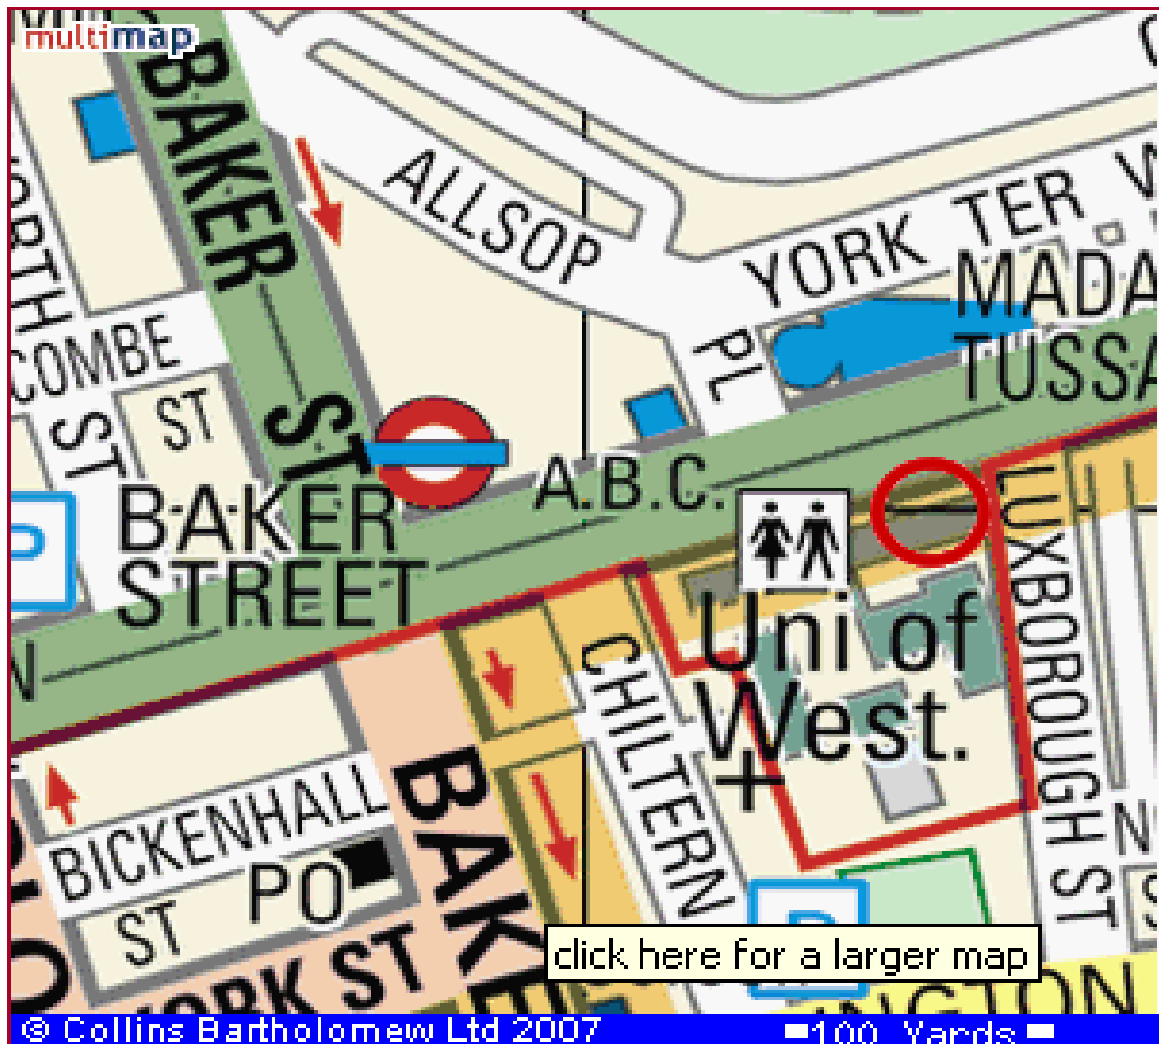 multimap
BAKER
ST
ALLSOP
PL
YORK TER
MADA
TUSSA
COMBE
ST
ST
BAKER
STREET
A.B.C.
P
N
Uni of
West.
LUXBOROUGH ST
CHILTERN
BICKENHALL
ST
PO
BAKE
YORK ST
P
click here for a larger map
INGTON
© Collins Bartholomew Ltd 2007
100 Yards